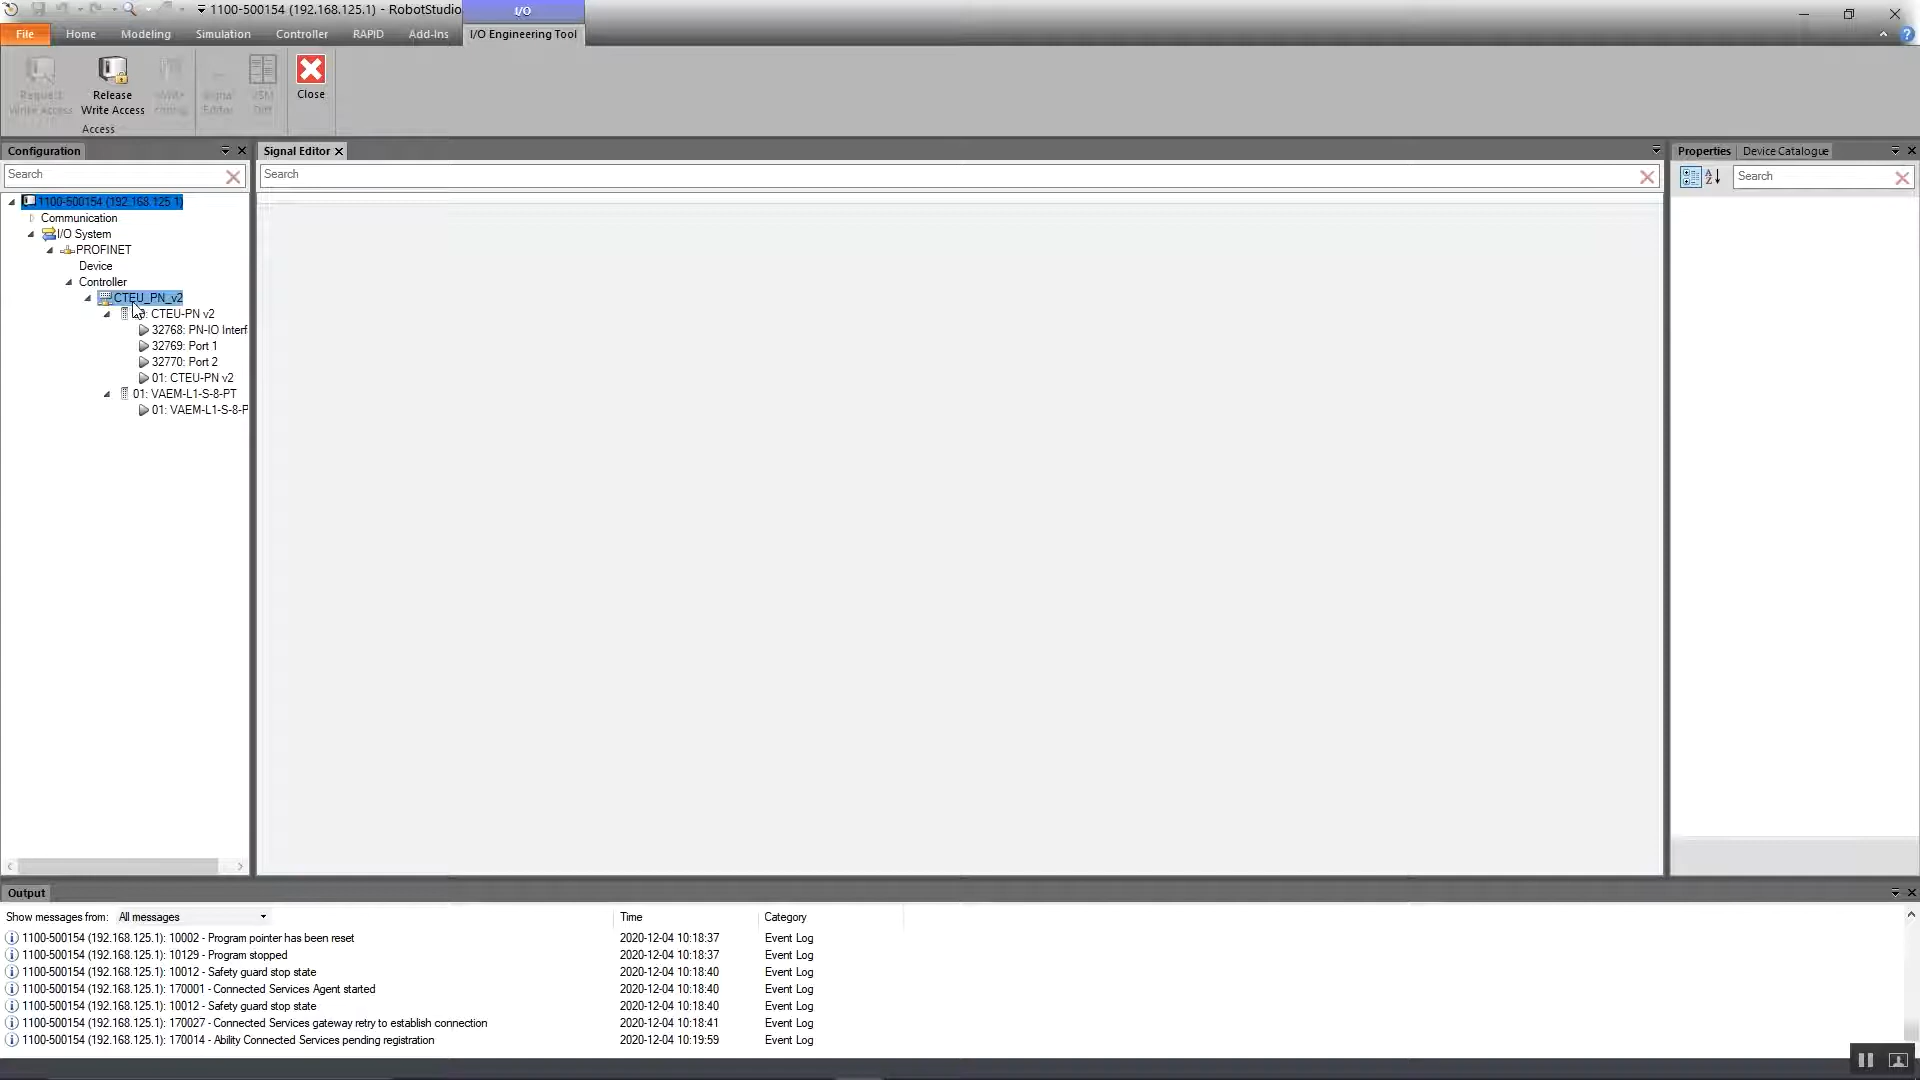 1100-500154 (192.168.125.1) - RobotStudio
I/O
File
Home
Modeling
Simulation
Controller
RAPID
Add-Ins
I/O Engineering Tool
Request
Write Access
Release
Write Access
Write
config
Signal
Editor
Diff
Close
Access
Configuration
Search
Signal Editor
Search
Properties
Device Catalogue
Search
1100-500154 (192.168.125.1)
Communication
I/O System
PROFINET
Device
Controller
CTEU_PN_v2
: CTEU-PN v2
32768: PN-IO Interf
32769: Port 1
32770: Port 2
01: CTEU-PN v2
01: VAEM-L1-S-8-PT
01: VAEM-L1-S-8-P
Output
Show messages from: All messages
Time
Category
1100-500154 (192.168.125.1): 10002 - Program pointer has been reset 2020-12-04 10:18:37 Event Log
1100-500154 (192.168.125.1): 10129 - Program stopped 2020-12-04 10:18:37 Event Log
1100-500154 (192.168.125.1): 10012 - Safety guard stop state 2020-12-04 10:18:40 Event Log
1100-500154 (192.168.125.1): 170001 - Connected Services Agent started 2020-12-04 10:18:40 Event Log
1100-500154 (192.168.125.1): 10012 - Safety guard stop state 2020-12-04 10:18:40 Event Log
1100-500154 (192.168.125.1): 170027 - Connected Services gateway retry to establish connection 2020-12-04 10:18:41 Event Log
1100-500154 (192.168.125.1): 170014 - Ability Connected Services pending registration 2020-12-04 10:19:59 Event Log